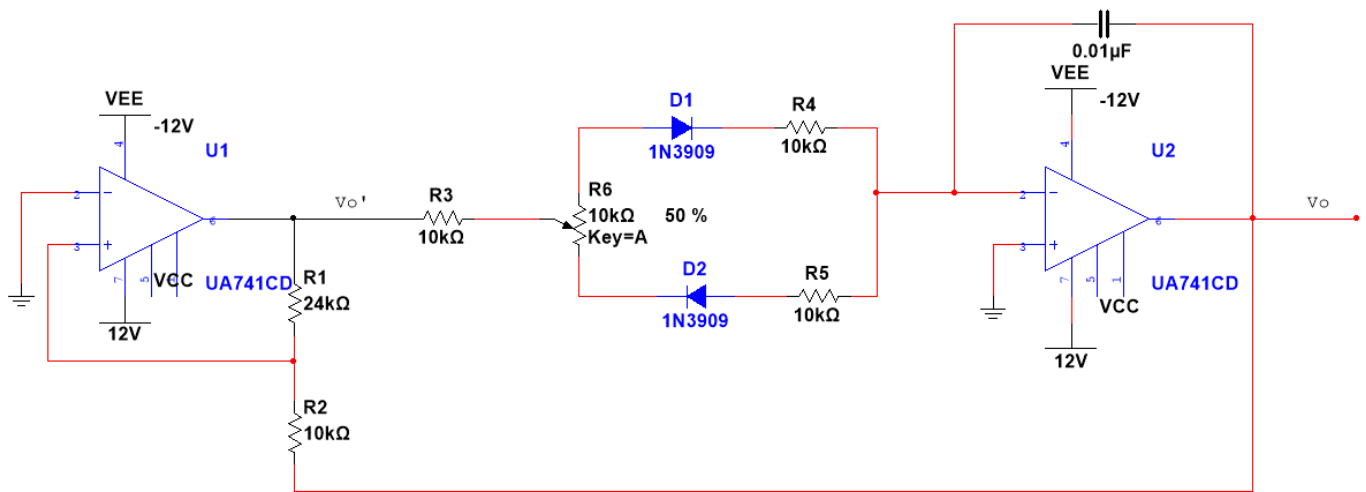 0.01µF
VEE
-12V
4
U1
2
3
6
7
5
1
VCC
UA741CD
12V
Vo'
R1
24kΩ
R2
10kΩ
R3
10kΩ
R6
10kΩ
Key=A
50 %
D1
1N3909
R4
10kΩ
D2
1N3909
R5
10kΩ
VEE
-12V
4
U2
2
3
6
7
5
1
VCC
UA741CD
12V
Vo